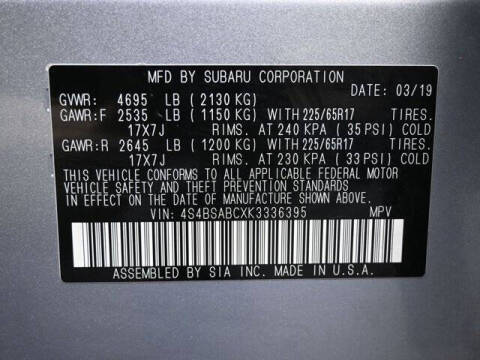 MFD BY SUBARU CORPORATION
DATE: 03/19
GVWR: 4695 LB (2130 KG)
GAWR:F 2535 LB (1150 KG) WITH 225/65R17 TIRES.
17X7J RIMS. AT 240 KPA (35 PSI) COLD
GAWR:R 2645 LB (1200 KG) WITH 225/65R17 TIRES.
17X7J RIMS. AT 230 KPA (33 PSI) COLD
THIS VEHICLE CONFORMS TO ALL APPLICABLE FEDERAL MOTOR
VEHICLE SAFETY AND THEFT PREVENTION STANDARDS IN
EFFECT ON THE DATE OF MANUFACTURE SHOWN ABOVE.
VIN: 4S4BSABCXK3336395 MPV
ASSEMBLED BY SIA INC. MADE IN U.S.A.